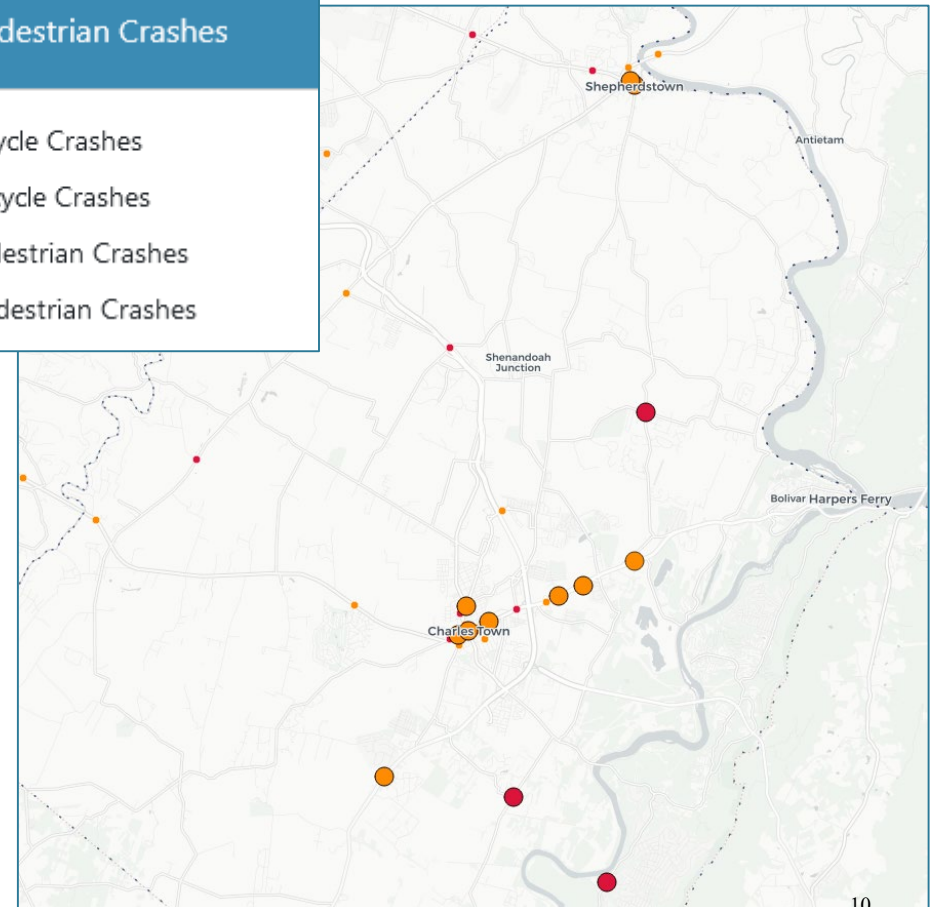 destrian Crashes
ycle Crashes
ycle Crashes
destrian Crashes
destrian Crashes
Shepherdstown
Antietam
Shenandoah
Junction
Bolivar Harpers Ferry
Charles Town
10